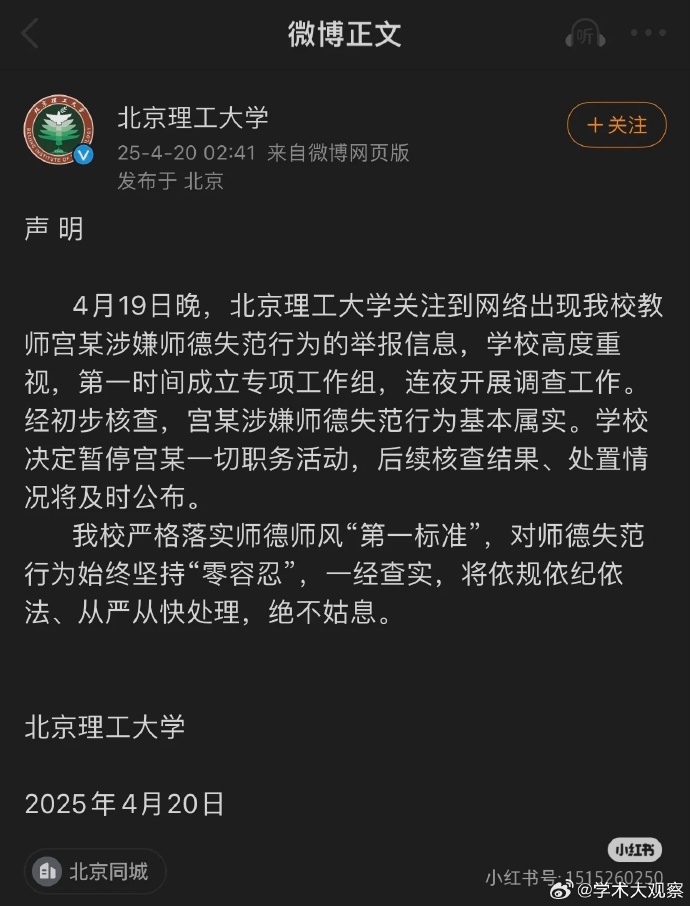 微博正文
听
北京理工大学
25-4-20 02:41 来自微博网页版
发布于 北京
+关注
声 明
4月19日晚，北京理工大学关注到网络出现我校教
师宫某涉嫌师德失范行为的举报信息，学校高度重
视，第一时间成立专项工作组，连夜开展调查工作。
经初步核查，宫某涉嫌师德失范行为基本属实。学校
决定暂停宫某一切职务活动，后续核查结果、处置情
况将及时公布。
我校严格落实师德师风“第一标准”，对师德失范
行为始终坚持“零容忍”，一经查实，将依规依纪依
法、从严从快处理，绝不姑息。
北京理工大学
2025年4月20日
北京同城
小红书
小红书号:1515260250
@学术大观察